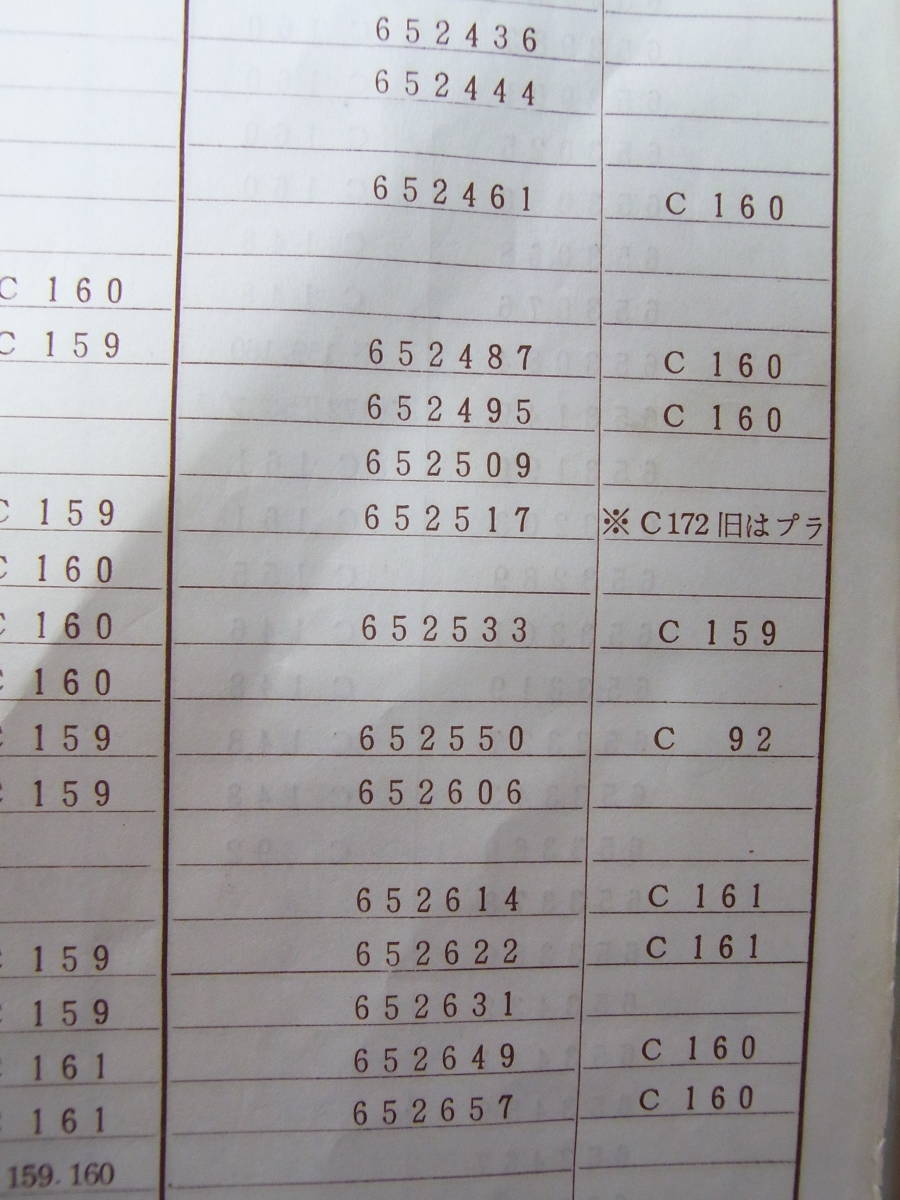 652436
652444
652461 C 160
C 160
C 159 652487 C 160
652495 C 160
652509
C 159 652517 ※ C172 旧はプラ
C 160
C 160 652533 C 159
C 160
C 159 652550 C 92
C 159 652606
652614 C 161
C 159 652622 C 161
C 159 652631
C 161 652649 C 160
C 161 652657 C 160
159. 160